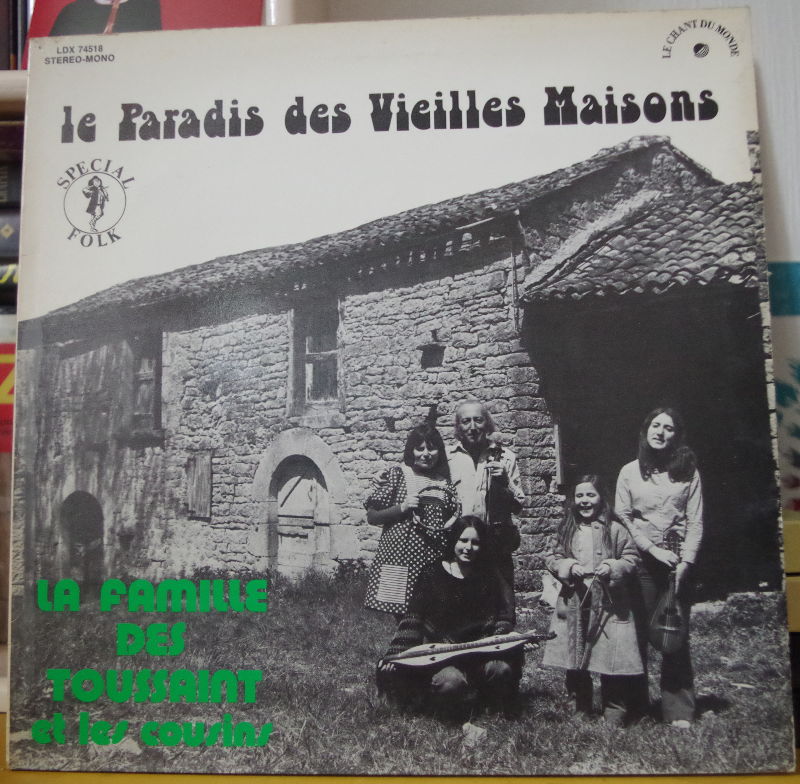 LDX 74518
STEREO-MONO
LE CHANT DU MONDE
le Paradis des Vieilles Maisons
SPECIAL
FOLK
LA FAMILLE
DES
TOUSSAINT
et les cousins